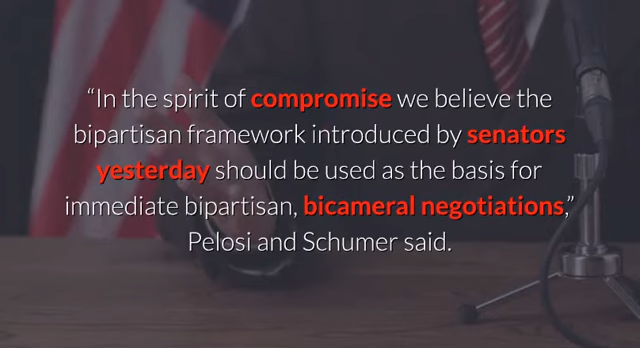 “In the spirit of compromise we believe the
bipartisan framework introduced by senators
yesterday should be used as the basis for
immediate bipartisan, bicameral negotiations,”
Pelosi and Schumer said.